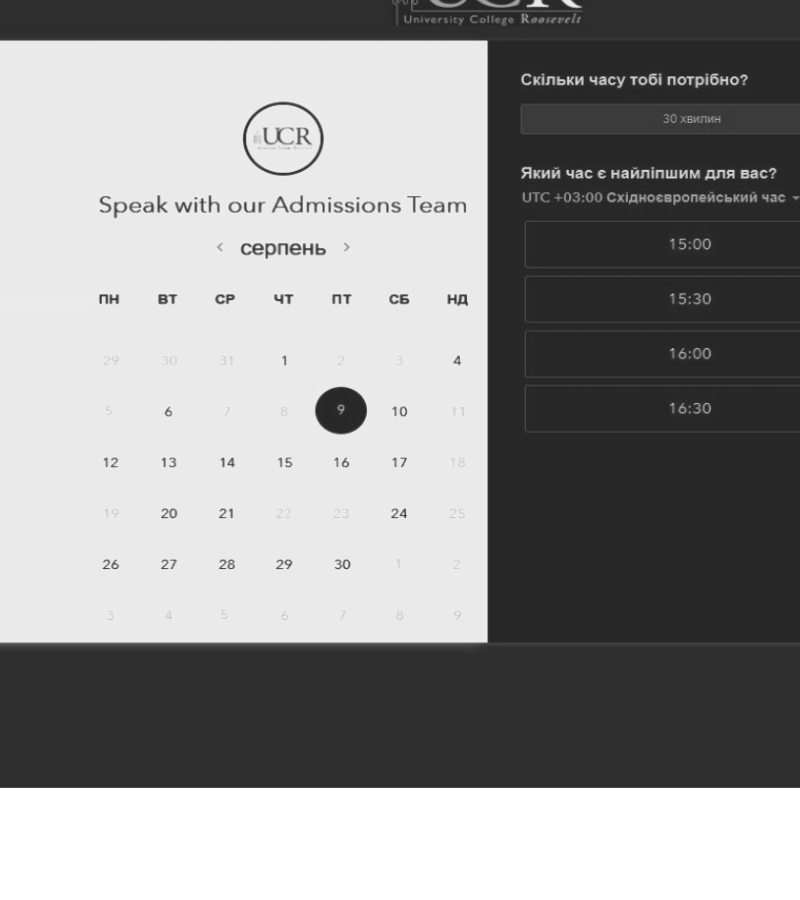 UCR
University College Roosevelt
UCR
Speak with our Admissions Team
< серпень >
ПН ВТ СР ЧТ ПТ СБ НД
29 30 31 1 2 3 4
5 6 7 8 9 10 11
12 13 14 15 16 17 18
19 20 21 22 23 24 25
26 27 28 29 30 1 2
3 4 5 6 7 8 9
Скільки часу тобі потрібно?
30 хвилин
Який час є найліпшим для вас?
UTC +03:00 Східноєвропейський час
15:00
15:30
16:00
16:30